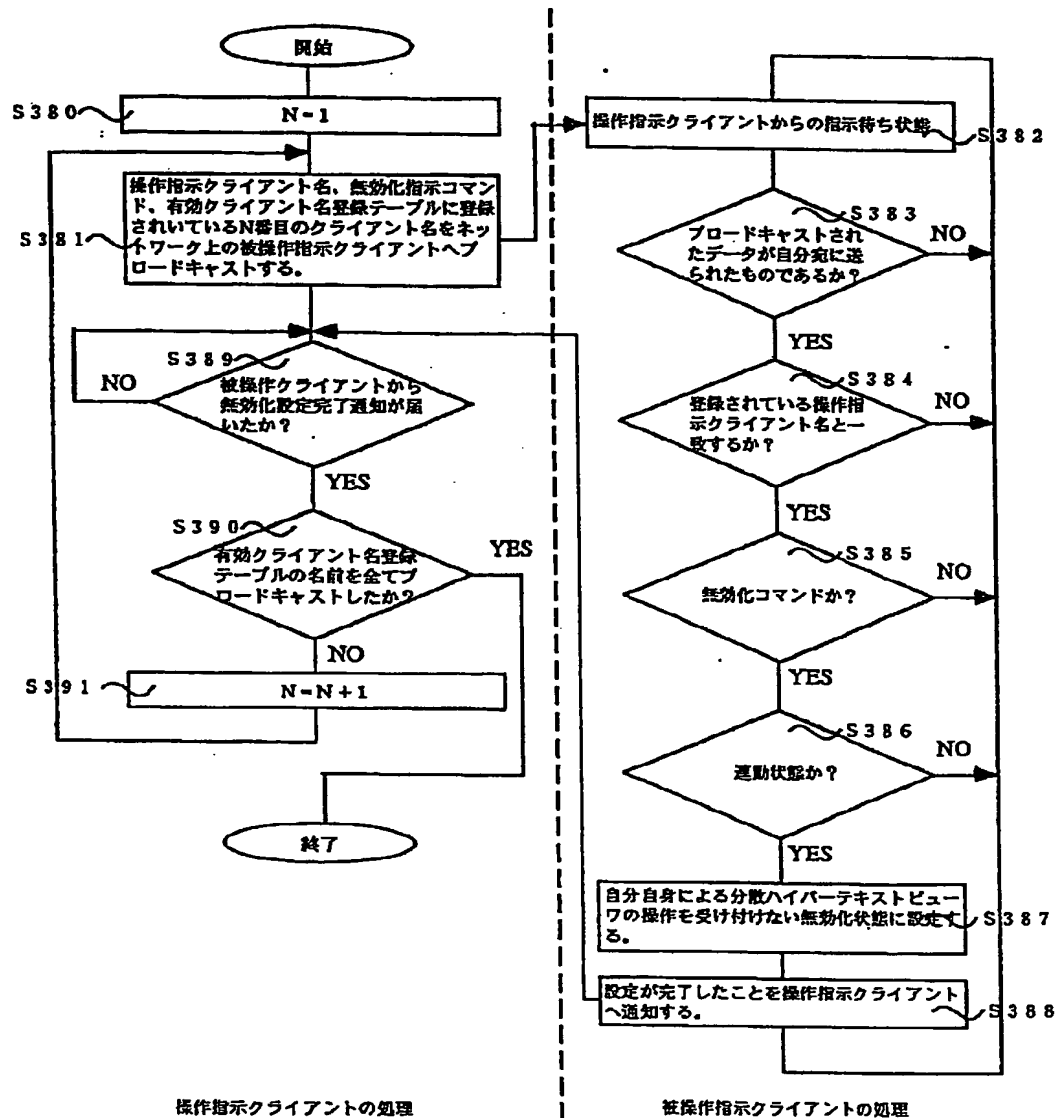 開始
S380
N-1
操作指示クライアント名、無効化指示コマン
ド、有効クライアント名登録テーブルに登録
されいているN番目のクライアント名をネッ
トワーク上の被操作指示クライアントへブ
ロードキャストする。
S381
S389
被操作クライアントから
無効化設定完了通知が届
いたか?
NO
YES
S390
有効クライアント名登録
テーブルの名前を全てブ
ロードキャストしたか?
YES
NO
S391
N=N+1
終了
操作指示クライアントの処理
操作指示クライアントからの指示待ち状態
S382
S383
ブロードキャストされ
たデータが自分宛に送
られたものであるか?
NO
YES
S384
登録されている操作指
示クライアント名と一
致するか?
NO
YES
S385
無効化コマンドか?
NO
YES
S386
連動状態か?
NO
YES
自分自身による分散ハイパーテキストビュー
ワの操作を受け付けない無効化状態に設定す
る。
S387
設定が完了したことを操作指示クライアント
へ通知する。
S388
被操作指示クライアントの処理